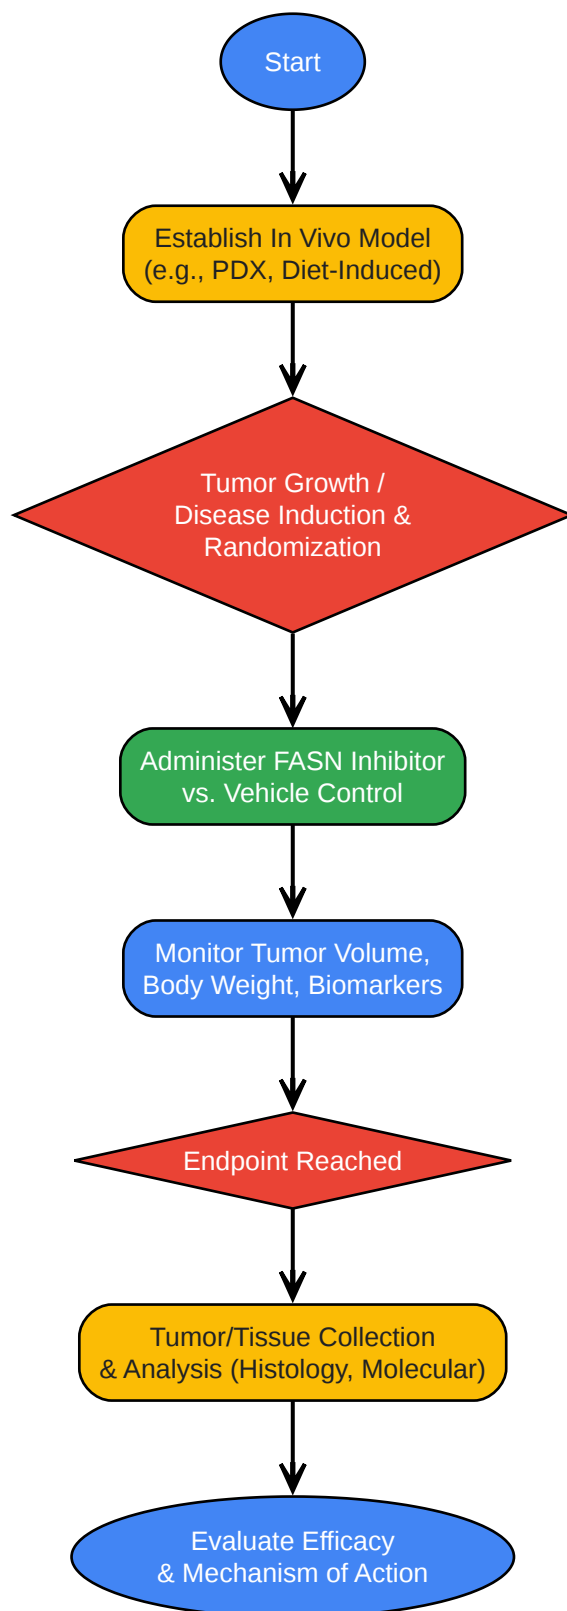 Start
Establish In Vivo Model
(e.g., PDX, Diet-Induced)
Tumor Growth /
Disease Induction &
Randomization
Administer FASN Inhibitor
vs. Vehicle Control
Monitor Tumor Volume,
Body Weight, Biomarkers
Endpoint Reached
Tumor/Tissue Collection
& Analysis (Histology, Molecular)
Evaluate Efficacy
& Mechanism of Action